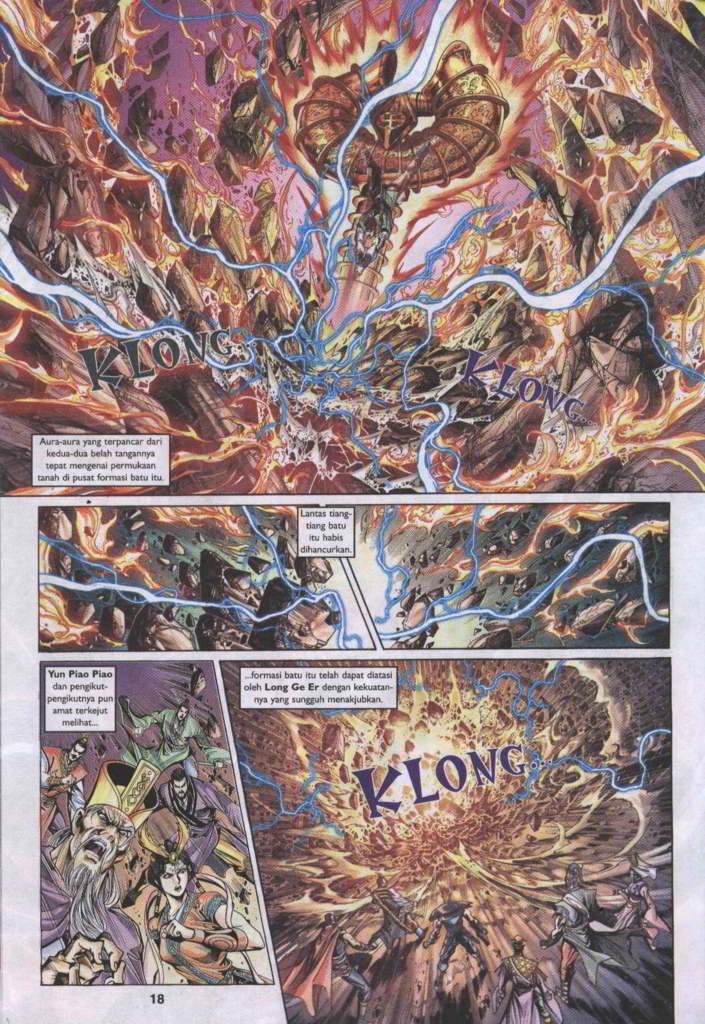 KLONG...
KLONG...
Aura-aura yang terpancar dari
kedua-dua belah tangannya
tepat mengenai permukaan
tanah di pusat formasi batu itu.
Lantas tiang-
tiang batu
itu habis
dihancurkan.
Yun Piao Piao
dan pengikut-
pengikutnya pun
amat terkejut
melihat...
...formasi batu itu telah dapat diatasi
oleh Long Ge Er dengan kekuatan-
nya yang sungguh menakjubkan.
KLONG...
18